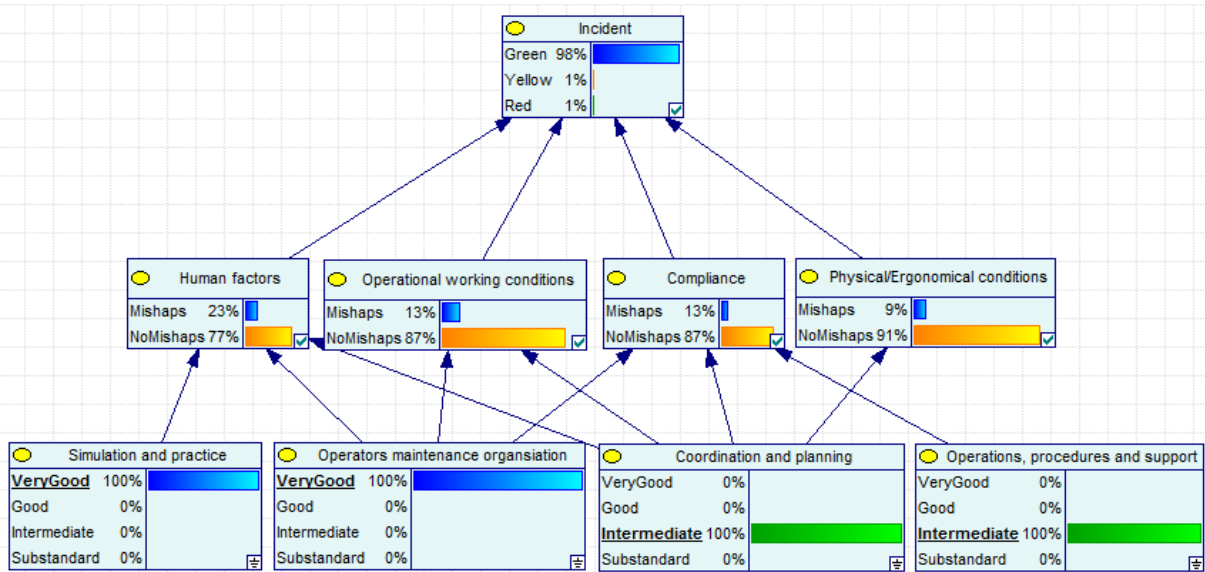 Incident
Green 98%
Yellow 1%
Red 1%
Human factors
Mishaps 23%
NoMishaps 77%
Operational working conditions
Mishaps 13%
NoMishaps 87%
Compliance
Mishaps 13%
NoMishaps 87%
Physical/Ergonomical conditions
Mishaps 9%
NoMishaps 91%
Simulation and practice
VeryGood 100%
Good 0%
Intermediate 0%
Substandard 0%
Operators maintenance organsiation
VeryGood 100%
Good 0%
Intermediate 0%
Substandard 0%
Coordination and planning
VeryGood 0%
Good 0%
Intermediate 100%
Substandard 0%
Operations, procedures and support
VeryGood 0%
Good 0%
Intermediate 100%
Substandard 0%